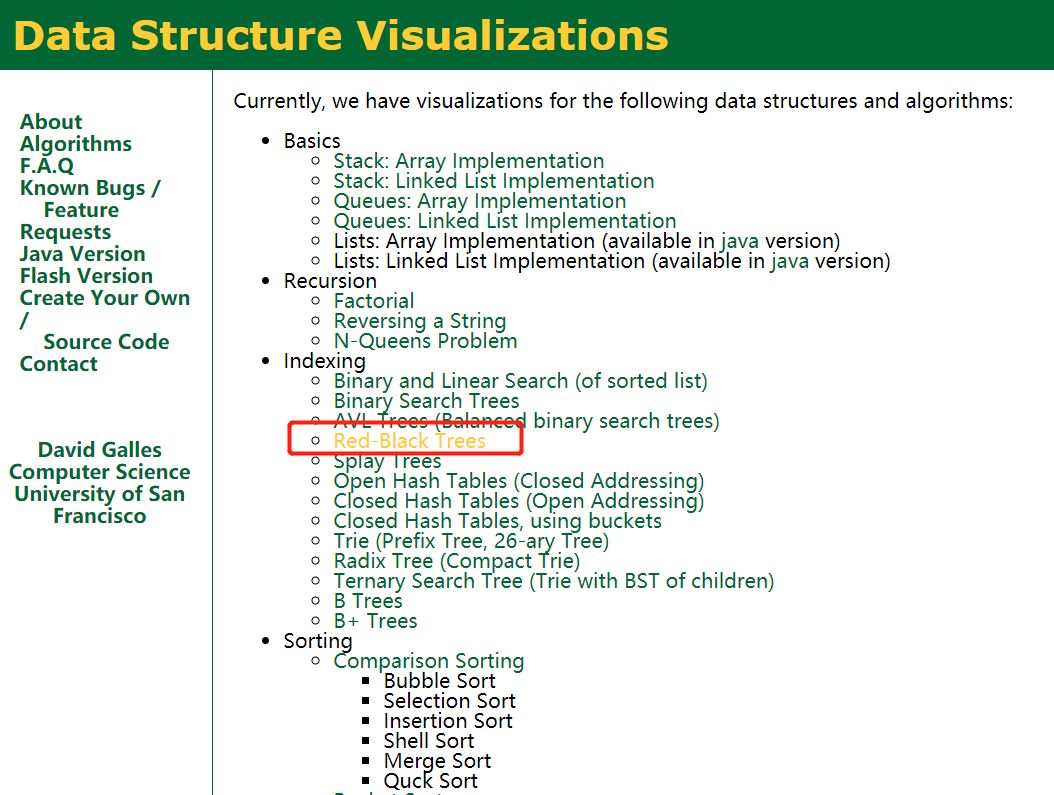 Data Structure Visualizations
About
Algorithms
F.A.Q
Known Bugs /
Feature
Requests
Java Version
Flash Version
Create Your Own
/
Source Code
Contact
David Galles
Computer Science
University of San
Francisco
Currently, we have visualizations for the following data structures and algorithms:
Basics
Stack: Array Implementation
Stack: Linked List Implementation
Queues: Array Implementation
Queues: Linked List Implementation
Lists: Array Implementation (available in java version)
Lists: Linked List Implementation (available in java version)
Recursion
Factorial
Reversing a String
N-Queens Problem
Indexing
Binary and Linear Search (of sorted list)
Binary Search Trees
AVL Trees (Balanced binary search trees)
Red-Black Trees
Splay Trees
Open Hash Tables (Closed Addressing)
Closed Hash Tables (Open Addressing)
Closed Hash Tables, using buckets
Trie (Prefix Tree, 26-ary Tree)
Radix Tree (Compact Trie)
Ternary Search Tree (Trie with BST of children)
B Trees
B+ Trees
Sorting
Comparison Sorting
Bubble Sort
Selection Sort
Insertion Sort
Shell Sort
Merge Sort
Quck Sort